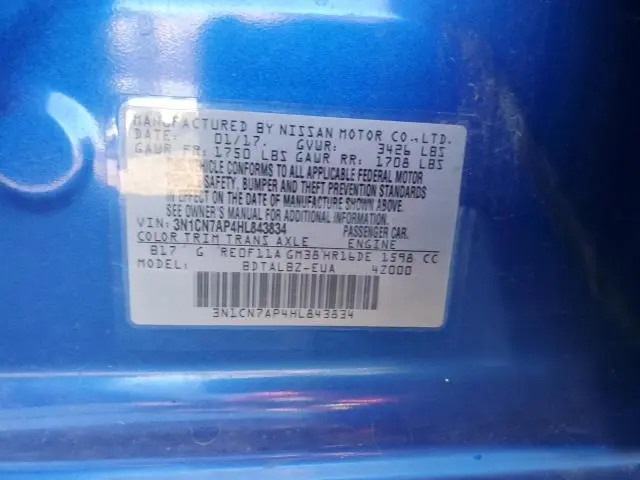 MANUFACTURED BY NISSAN MOTOR CO.,LTD.
DATE: 01/17, GVWR: 3426 LBS
GAWR FR: 1750 LBS GAWR RR: 1708 LBS
VEHICLE CONFORMS TO ALL APPLICABLE FEDERAL MOTOR
SAFETY, BUMPER AND THEFT PREVENTION STANDARDS
IN EFFECT ON THE DATE OF MANUFACTURE SHOWN ABOVE.
SEE OWNER'S MANUAL FOR ADDITIONAL INFORMATION.
VIN: 3N1CN7AP4HL843834 PASSENGER CAR.
COLOR TRIM TRANS AXLE ENGINE
B17 G RE0F11A GM38 HR16DE 1598 CC
MODEL: BDTALBZ-EUA 42000
3N1CN7AP4HL843834